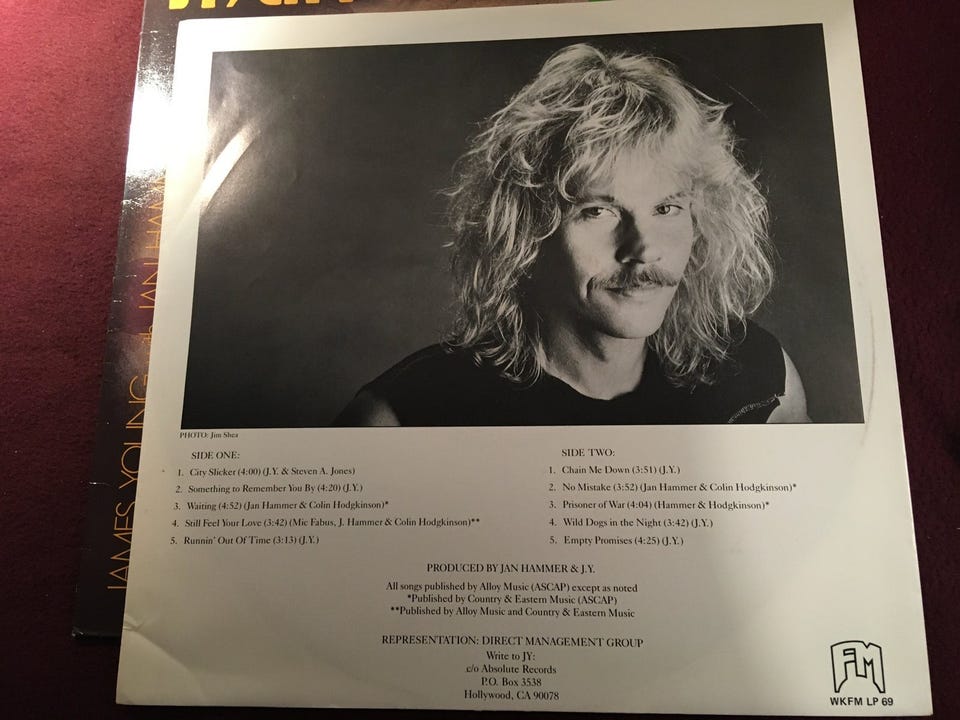 JAMES YOUNG with JAN HAMM
PHOTO: Jim Shea
SIDE ONE:
1. City Slicker (4:00) (J.Y. & Steven A. Jones)
2. Something to Remember You By (4:20) (J.Y.)
3. Waiting (4:52) (Jan Hammer & Colin Hodgkinson)*
4. Still Feel Your Love (3:42) (Mic Fabus, J. Hammer & Colin Hodgkinson)**
5. Runnin' Out Of Time (3:13) (J.Y.)
SIDE TWO:
1. Chain Me Down (3:51) (J.Y.)
2. No Mistake (3:52) (Jan Hammer & Colin Hodgkinson)*
3. Prisoner of War (4:04) (Hammer & Hodgkinson)*
4. Wild Dogs in the Night (3:42) (J.Y.)
5. Empty Promises (4:25) (J.Y.)
PRODUCED BY JAN HAMMER & J.Y.
All songs published by Alloy Music (ASCAP) except as noted
*Published by Country & Eastern Music (ASCAP)
**Published by Alloy Music and Country & Eastern Music
REPRESENTATION: DIRECT MANAGEMENT GROUP
Write to JY:
c/o Absolute Records
P.O. Box 3538
Hollywood, CA 90078
FM
WKFM LP 69